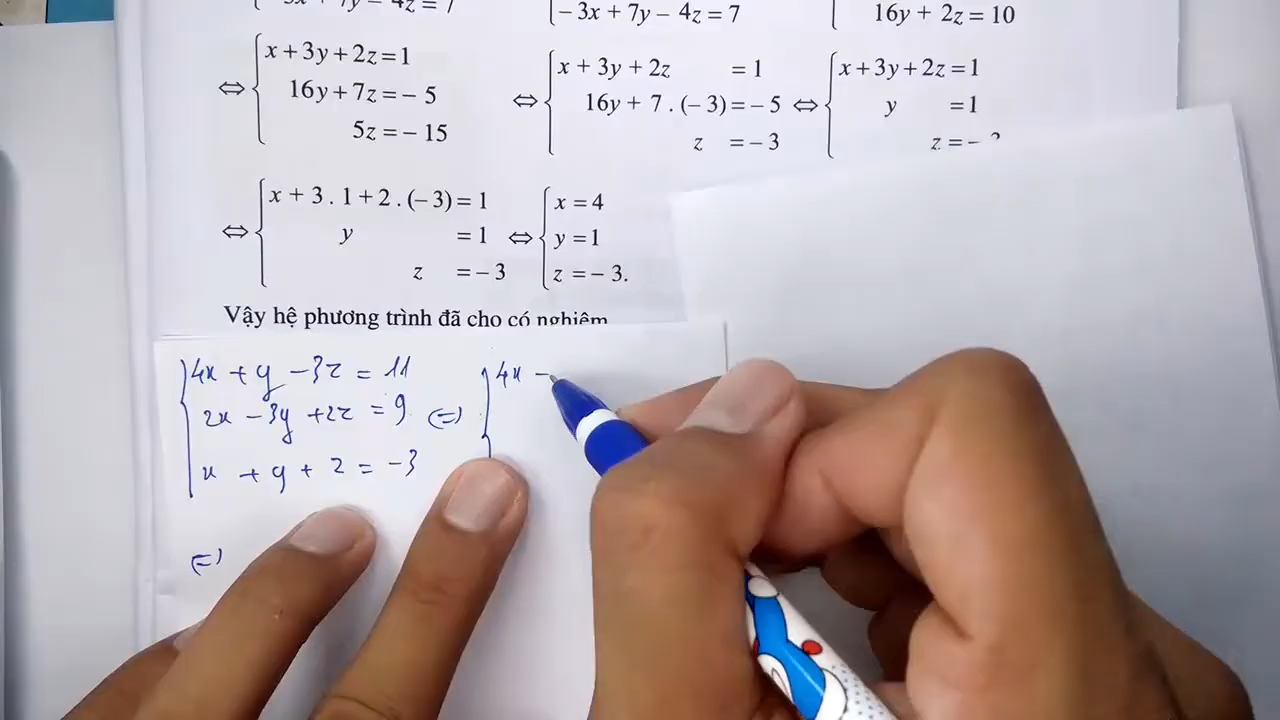 − 3x + 7y − 4z = 7
16y + 2z = 10
x + 3y + 2z = 1
x + 3y + 2z = 1
x + 3y + 2z = 1
⇔ 16y + 7z = − 5
⇔ 16y + 7 . (− 3) = − 5
⇔ y = 1
5z = − 15
z = − 3
z = −
x + 3 . 1 + 2 . (− 3) = 1
x = 4
⇔ y = 1
⇔ y = 1
z = − 3
z = − 3.
Vậy hệ phương trình đã cho có nghiệm
4x + y − 3z = 11
4x −
2x − 3y + 2z = 9 (=)
x + y + z = −3
(=)